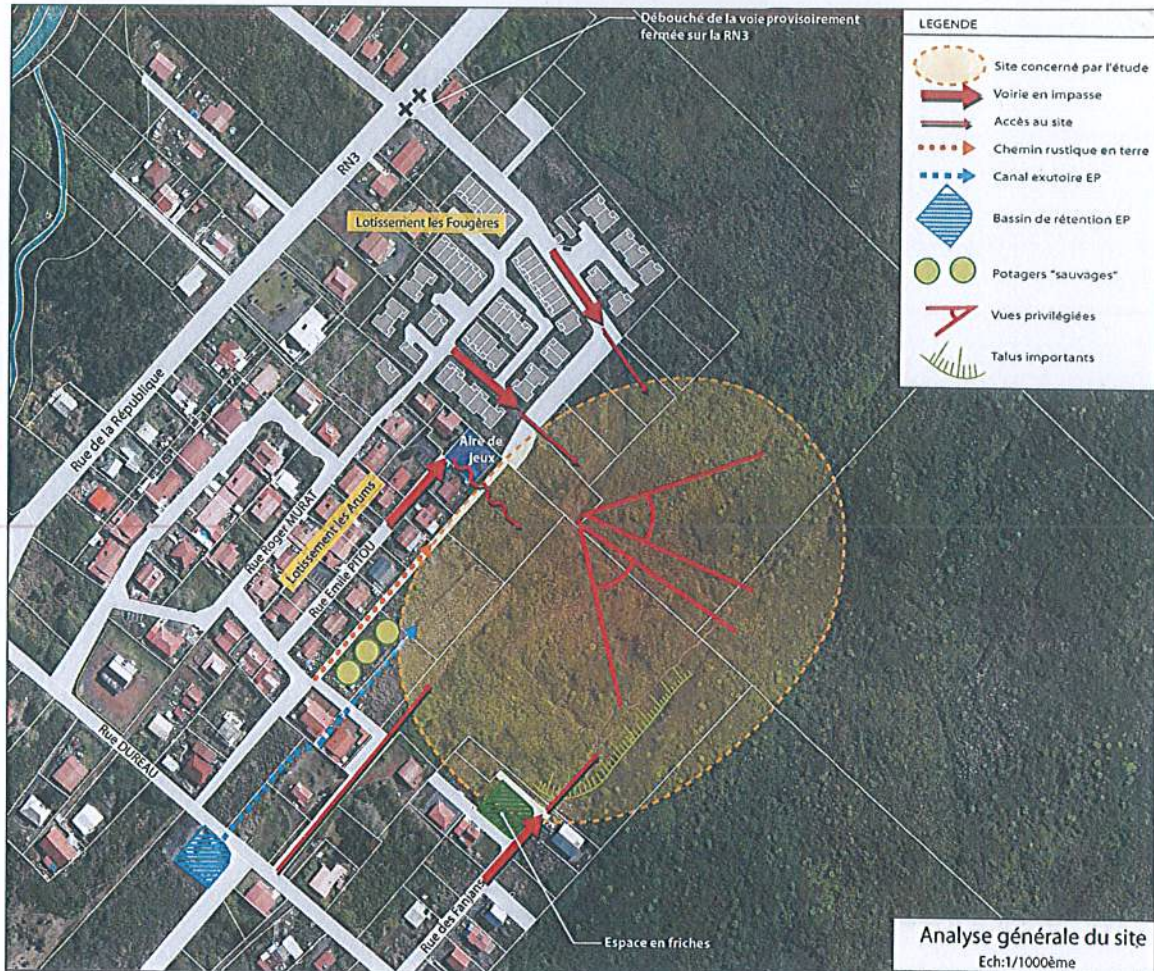 Débouché de la voie provisoirement
fermée sur la RN3
LEGENDE
Site concerné par l'étude
Voirie en impasse
Accès au site
Chemin rustique en terre
Canal exutoire EP
Bassin de rétention EP
Potagers "sauvages"
Vues privilégiées
Talus importants
RN3
Lotissement les Fougères
Rue de la République
Aire de
jeux
Rue Roger MURAT
Lotissement les Arums
Rue Emile PITOU
Rue DUREAU
Rue des Fanjans
Espace en friches
Analyse générale du site
Ech:1/1000ème